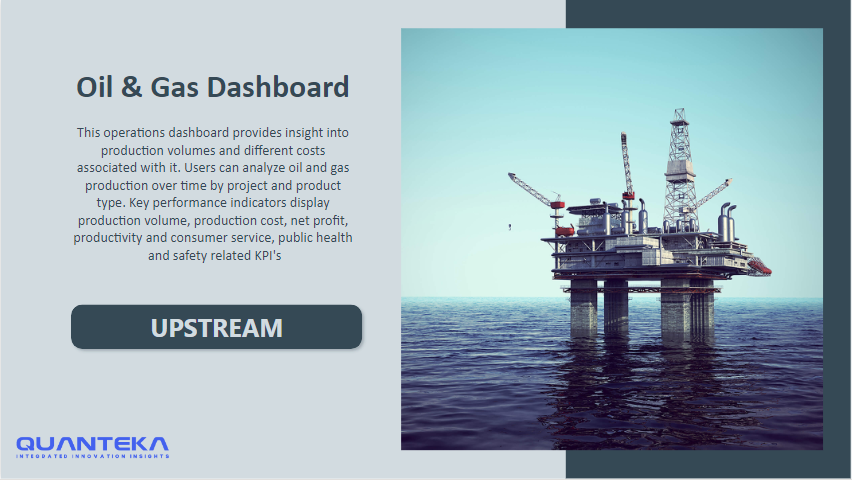 Oil & Gas Dashboard
This operations dashboard provides insight into
production volumes and different costs
associated with it. Users can analyze oil and gas
production over time by project and product
type. Key performance indicators display
production volume, production cost, net profit,
productivity and consumer service, public health
and safety related KPI's
UPSTREAM
QUANTEKA
INTEGDATED INNOVATION INSIGHTS